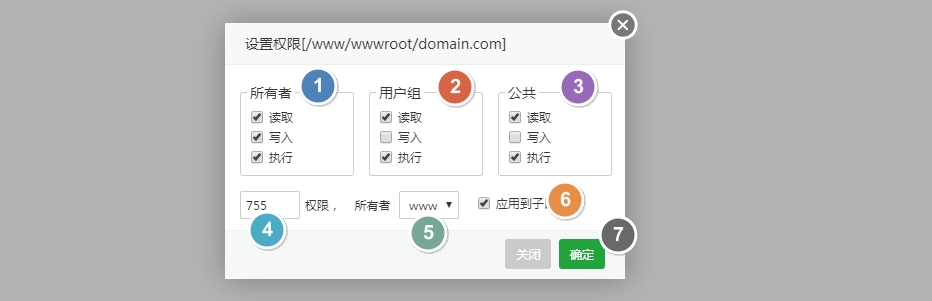 设置权限[/www/wwwroot/domain.com]
所有者 1
用户组 2
公共 3
读取
写入
执行
读取
写入
执行
读取
写入
执行
755 权限， 所有者 www 应用到子 6
4
5
关闭 确定 7